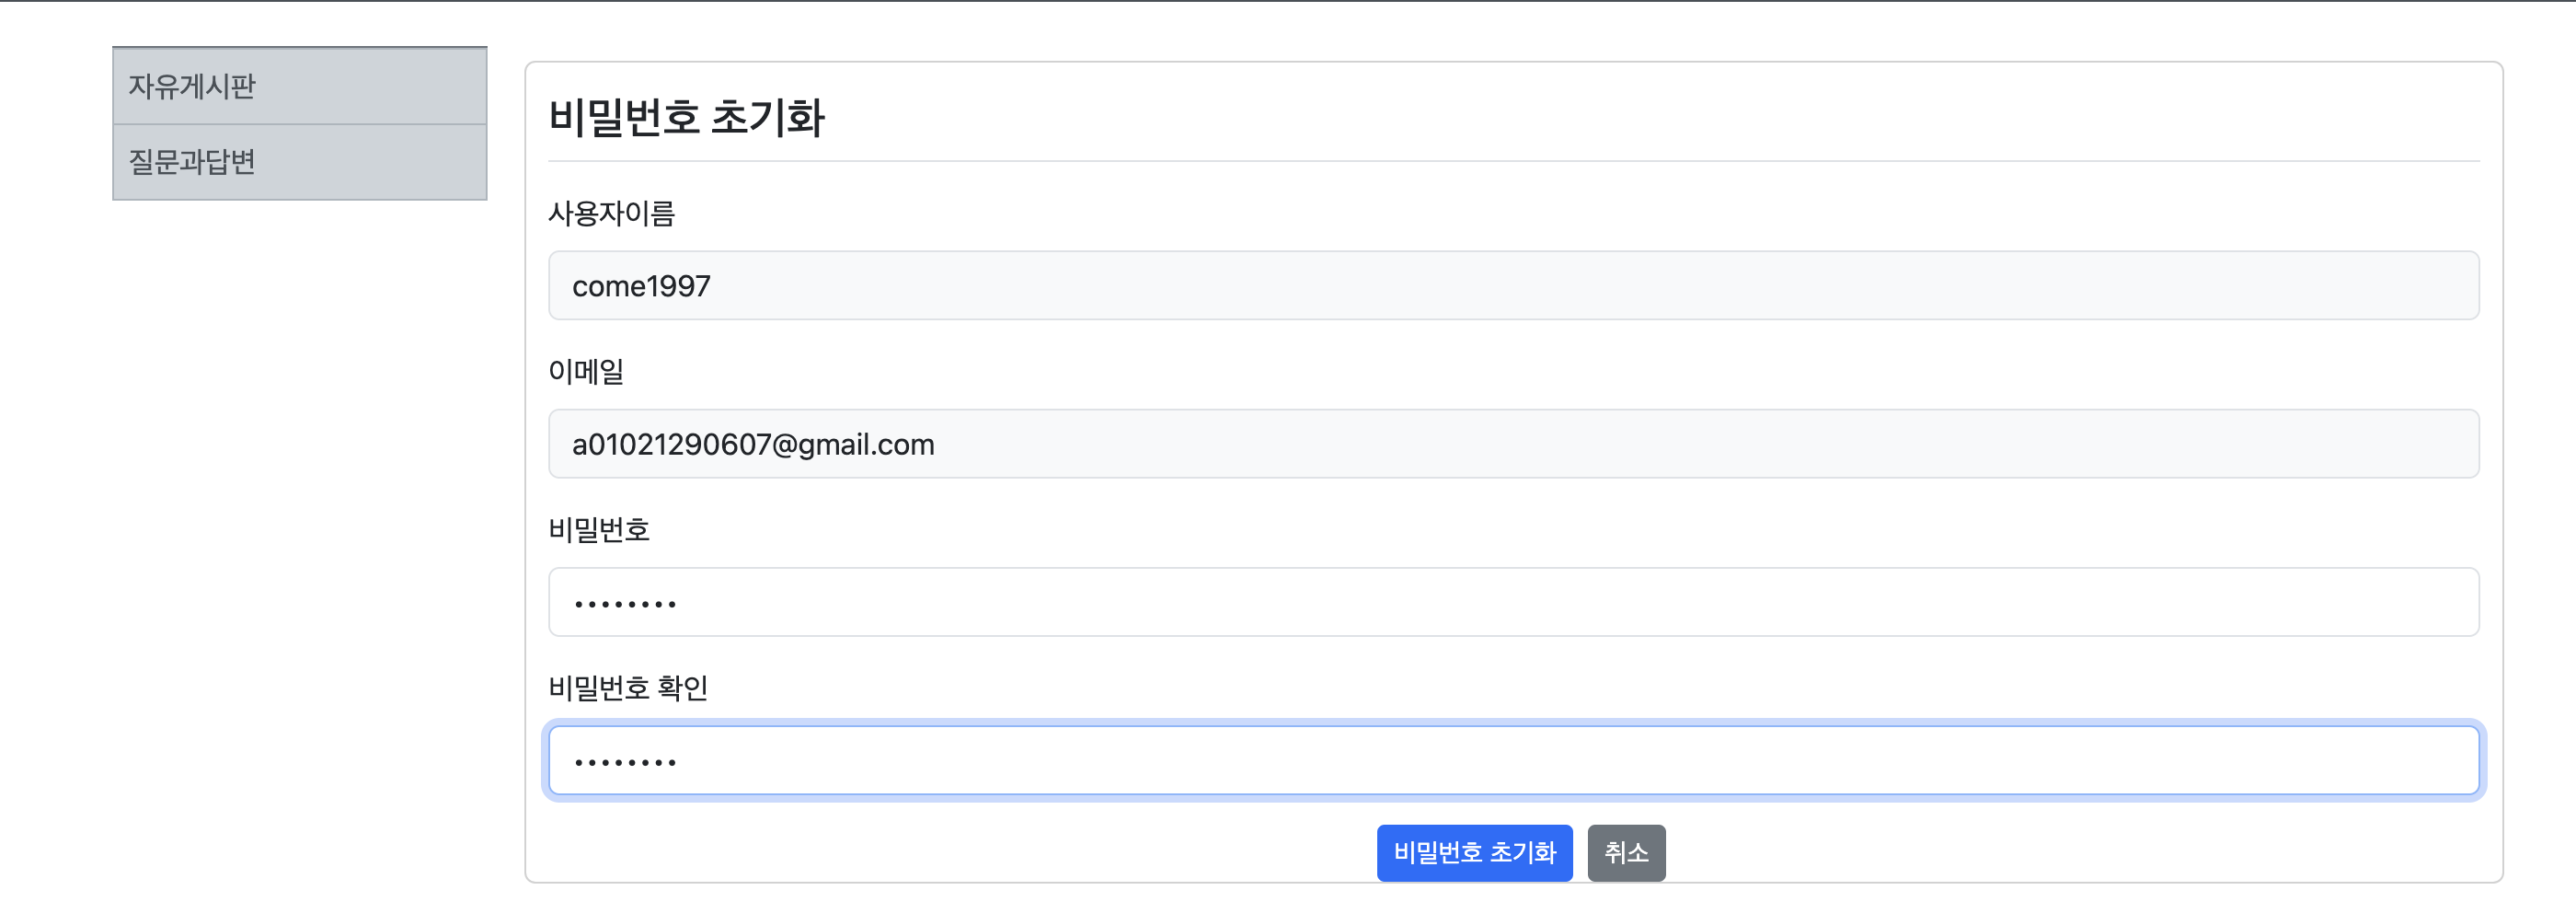 자유게시판
질문과답변
비밀번호 초기화
사용자이름
come1997
이메일
a01021290607@gmail.com
비밀번호
••••••••
비밀번호 확인
••••••••
비밀번호 초기화 취소